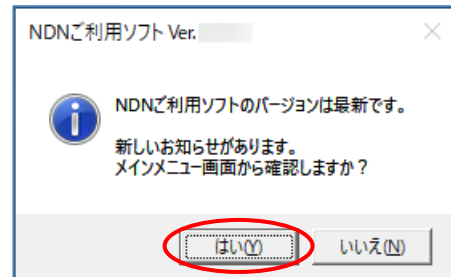 NDNご利用ソフト Ver.
NDNご利用ソフトのバージョンは最新です。
新しいお知らせがあります。
メインメニュー画面から確認しますか？
はい(Y)
いいえ(N)